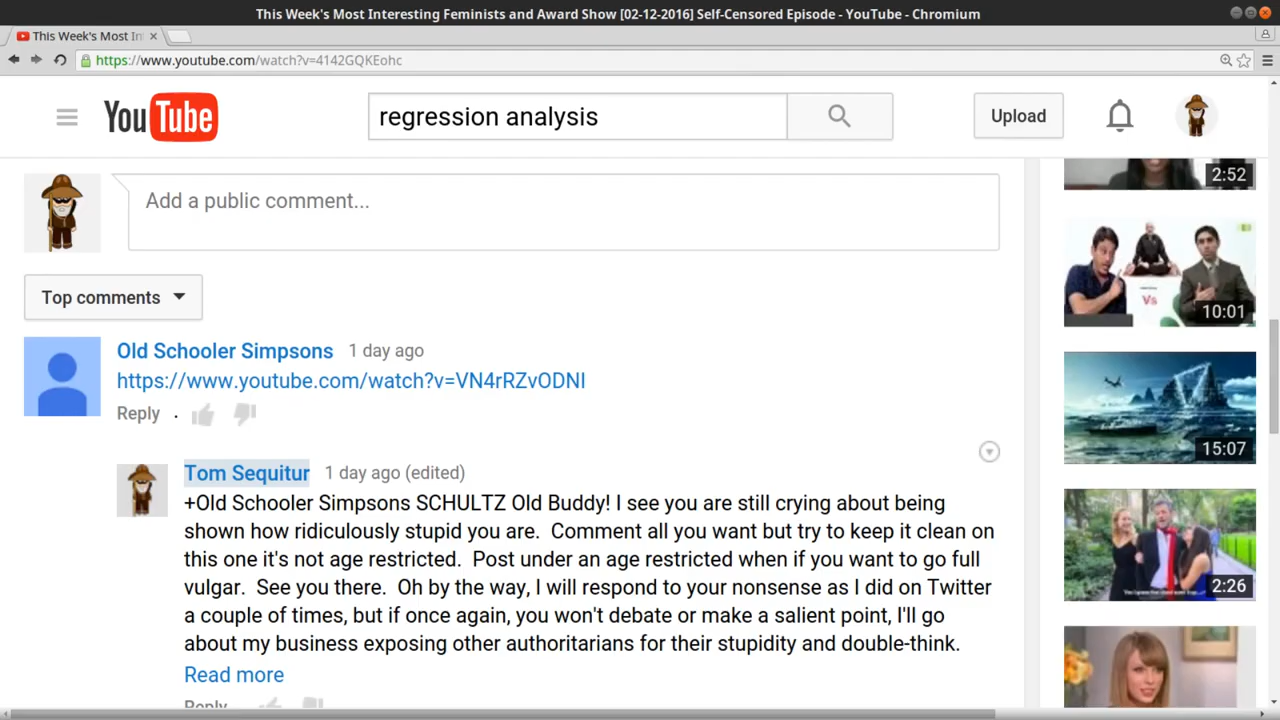 This Week's Most Interesting Feminists and Award Show [02-12-2016] Self-Censored Episode - YouTube - Chromium
This Week's Most In
https://www.youtube.com/watch?v=4142GQKEohc
YouTube
regression analysis
Upload
2:52
Add a public comment...
Vs
10:01
Top comments
Old Schooler Simpsons 1 day ago
https://www.youtube.com/watch?v=VN4rRZvODNI
Reply
15:07
Tom Sequitur 1 day ago (edited)
+Old Schooler Simpsons SCHULTZ Old Buddy! I see you are still crying about being
shown how ridiculously stupid you are.  Comment all you want but try to keep it clean on
this one it's not age restricted.  Post under an age restricted when if you want to go full
vulgar.  See you there.  Oh by the way, I will respond to your nonsense as I did on Twitter
a couple of times, but if once again, you won't debate or make a salient point, I'll go
about my business exposing other authoritarians for their stupidity and double-think.
2:26
Read more
Reply